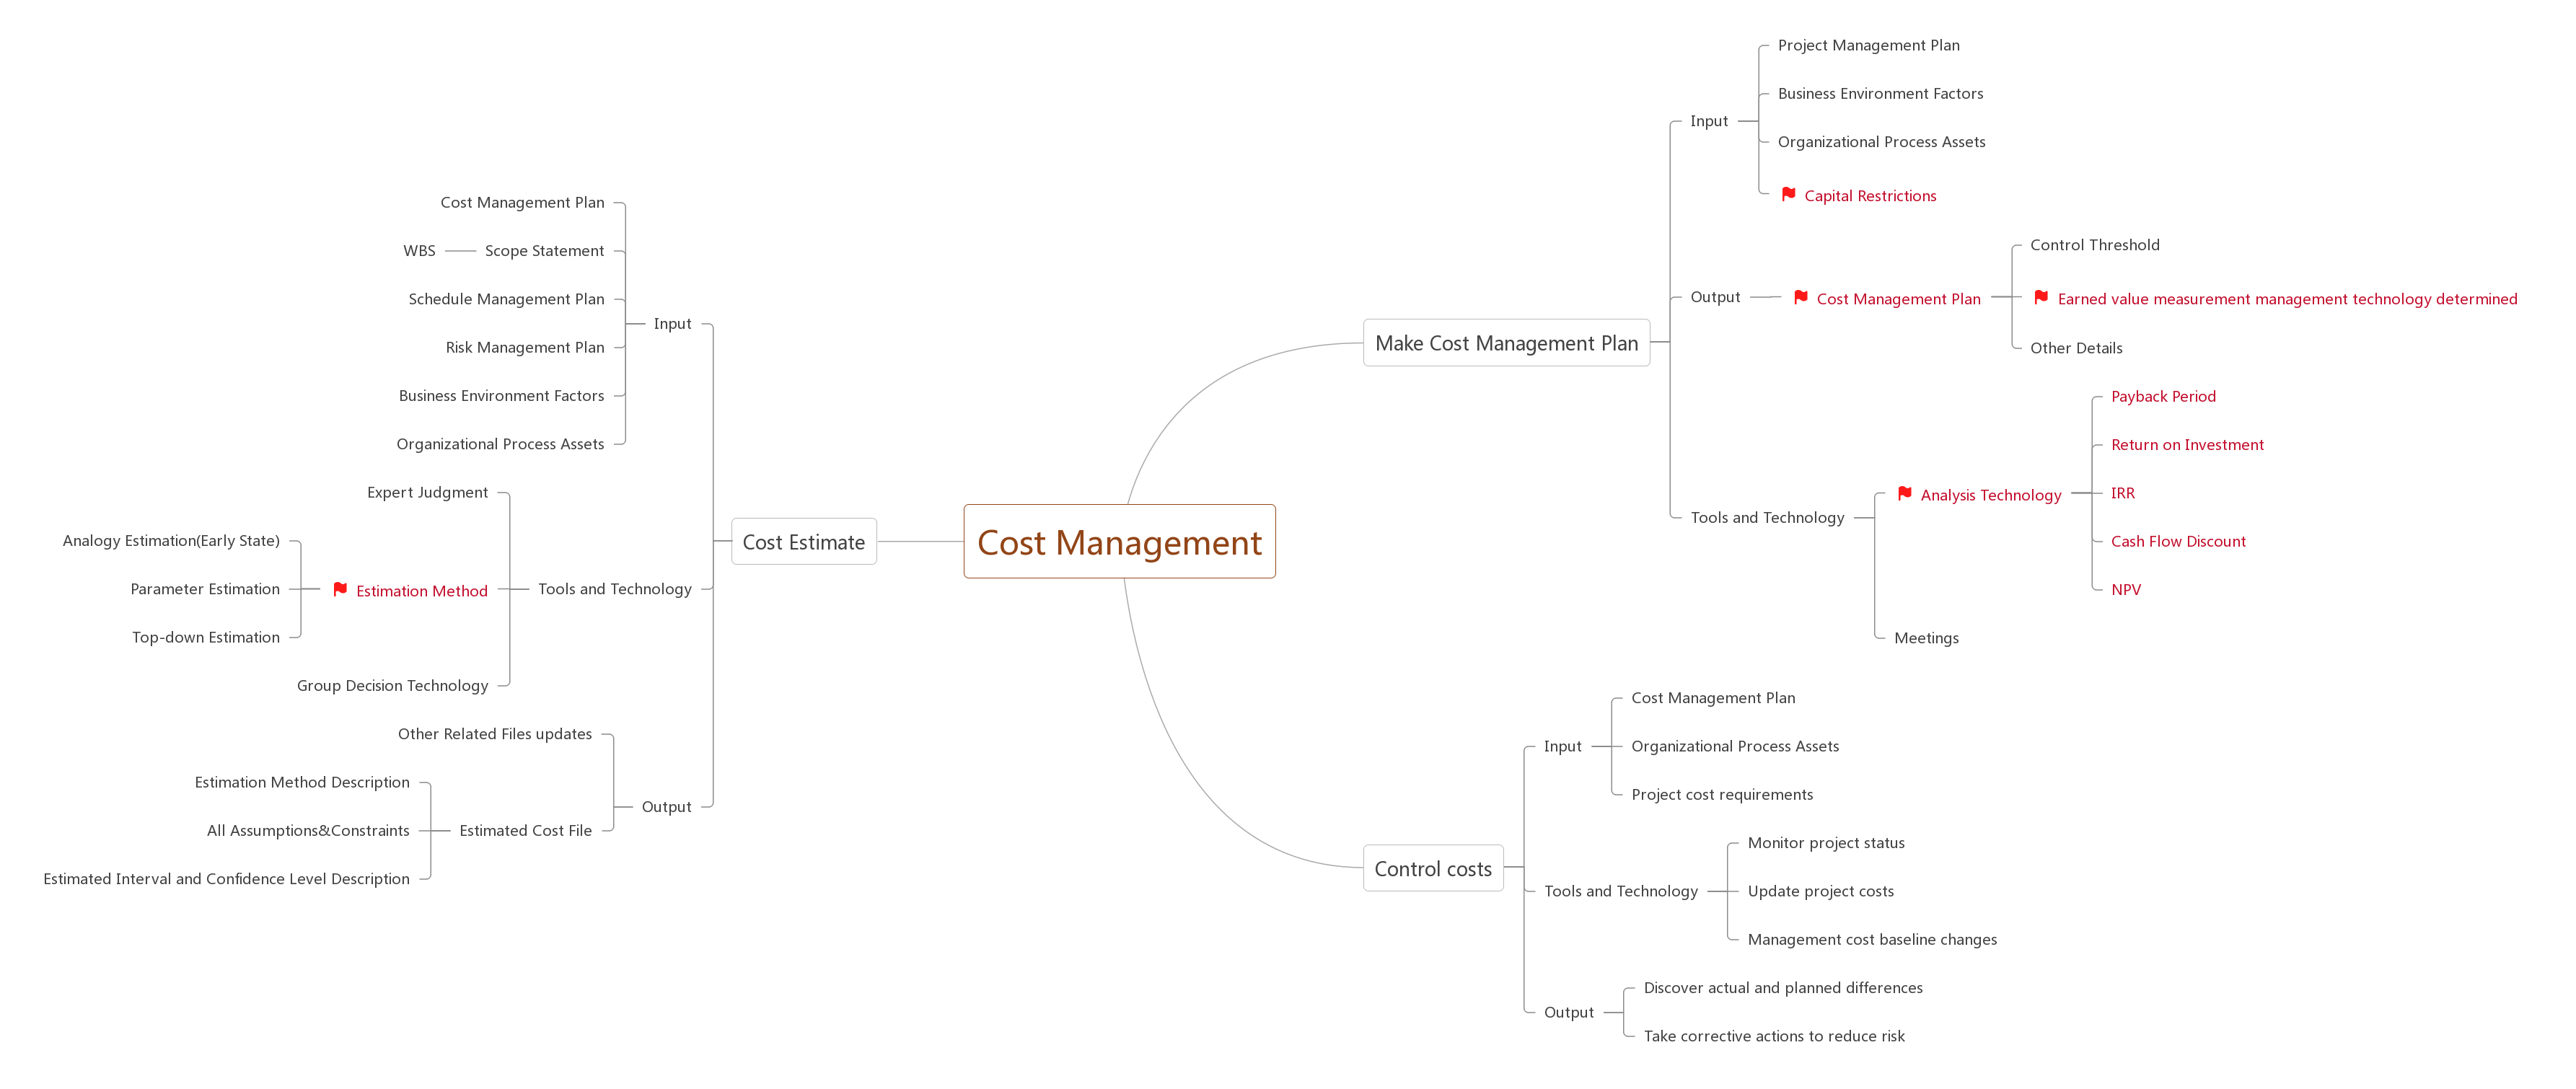 Cost Management
Make Cost Management Plan
Input
Project Management Plan
Business Environment Factors
Organizational Process Assets
Capital Restrictions
Output
Cost Management Plan
Control Threshold
Earned value measurement management technology determined
Other Details
Tools and Technology
Analysis Technology
Payback Period
Return on Investment
IRR
Cash Flow Discount
NPV
Meetings
Control costs
Input
Cost Management Plan
Organizational Process Assets
Project cost requirements
Tools and Technology
Monitor project status
Update project costs
Management cost baseline changes
Output
Discover actual and planned differences
Take corrective actions to reduce risk
Cost Estimate
Input
Cost Management Plan
Scope Statement
WBS
Schedule Management Plan
Risk Management Plan
Business Environment Factors
Organizational Process Assets
Tools and Technology
Expert Judgment
Estimation Method
Analogy Estimation(Early State)
Parameter Estimation
Top-down Estimation
Group Decision Technology
Output
Other Related Files updates
Estimated Cost File
Estimation Method Description
All Assumptions&Constraints
Estimated Interval and Confidence Level Description